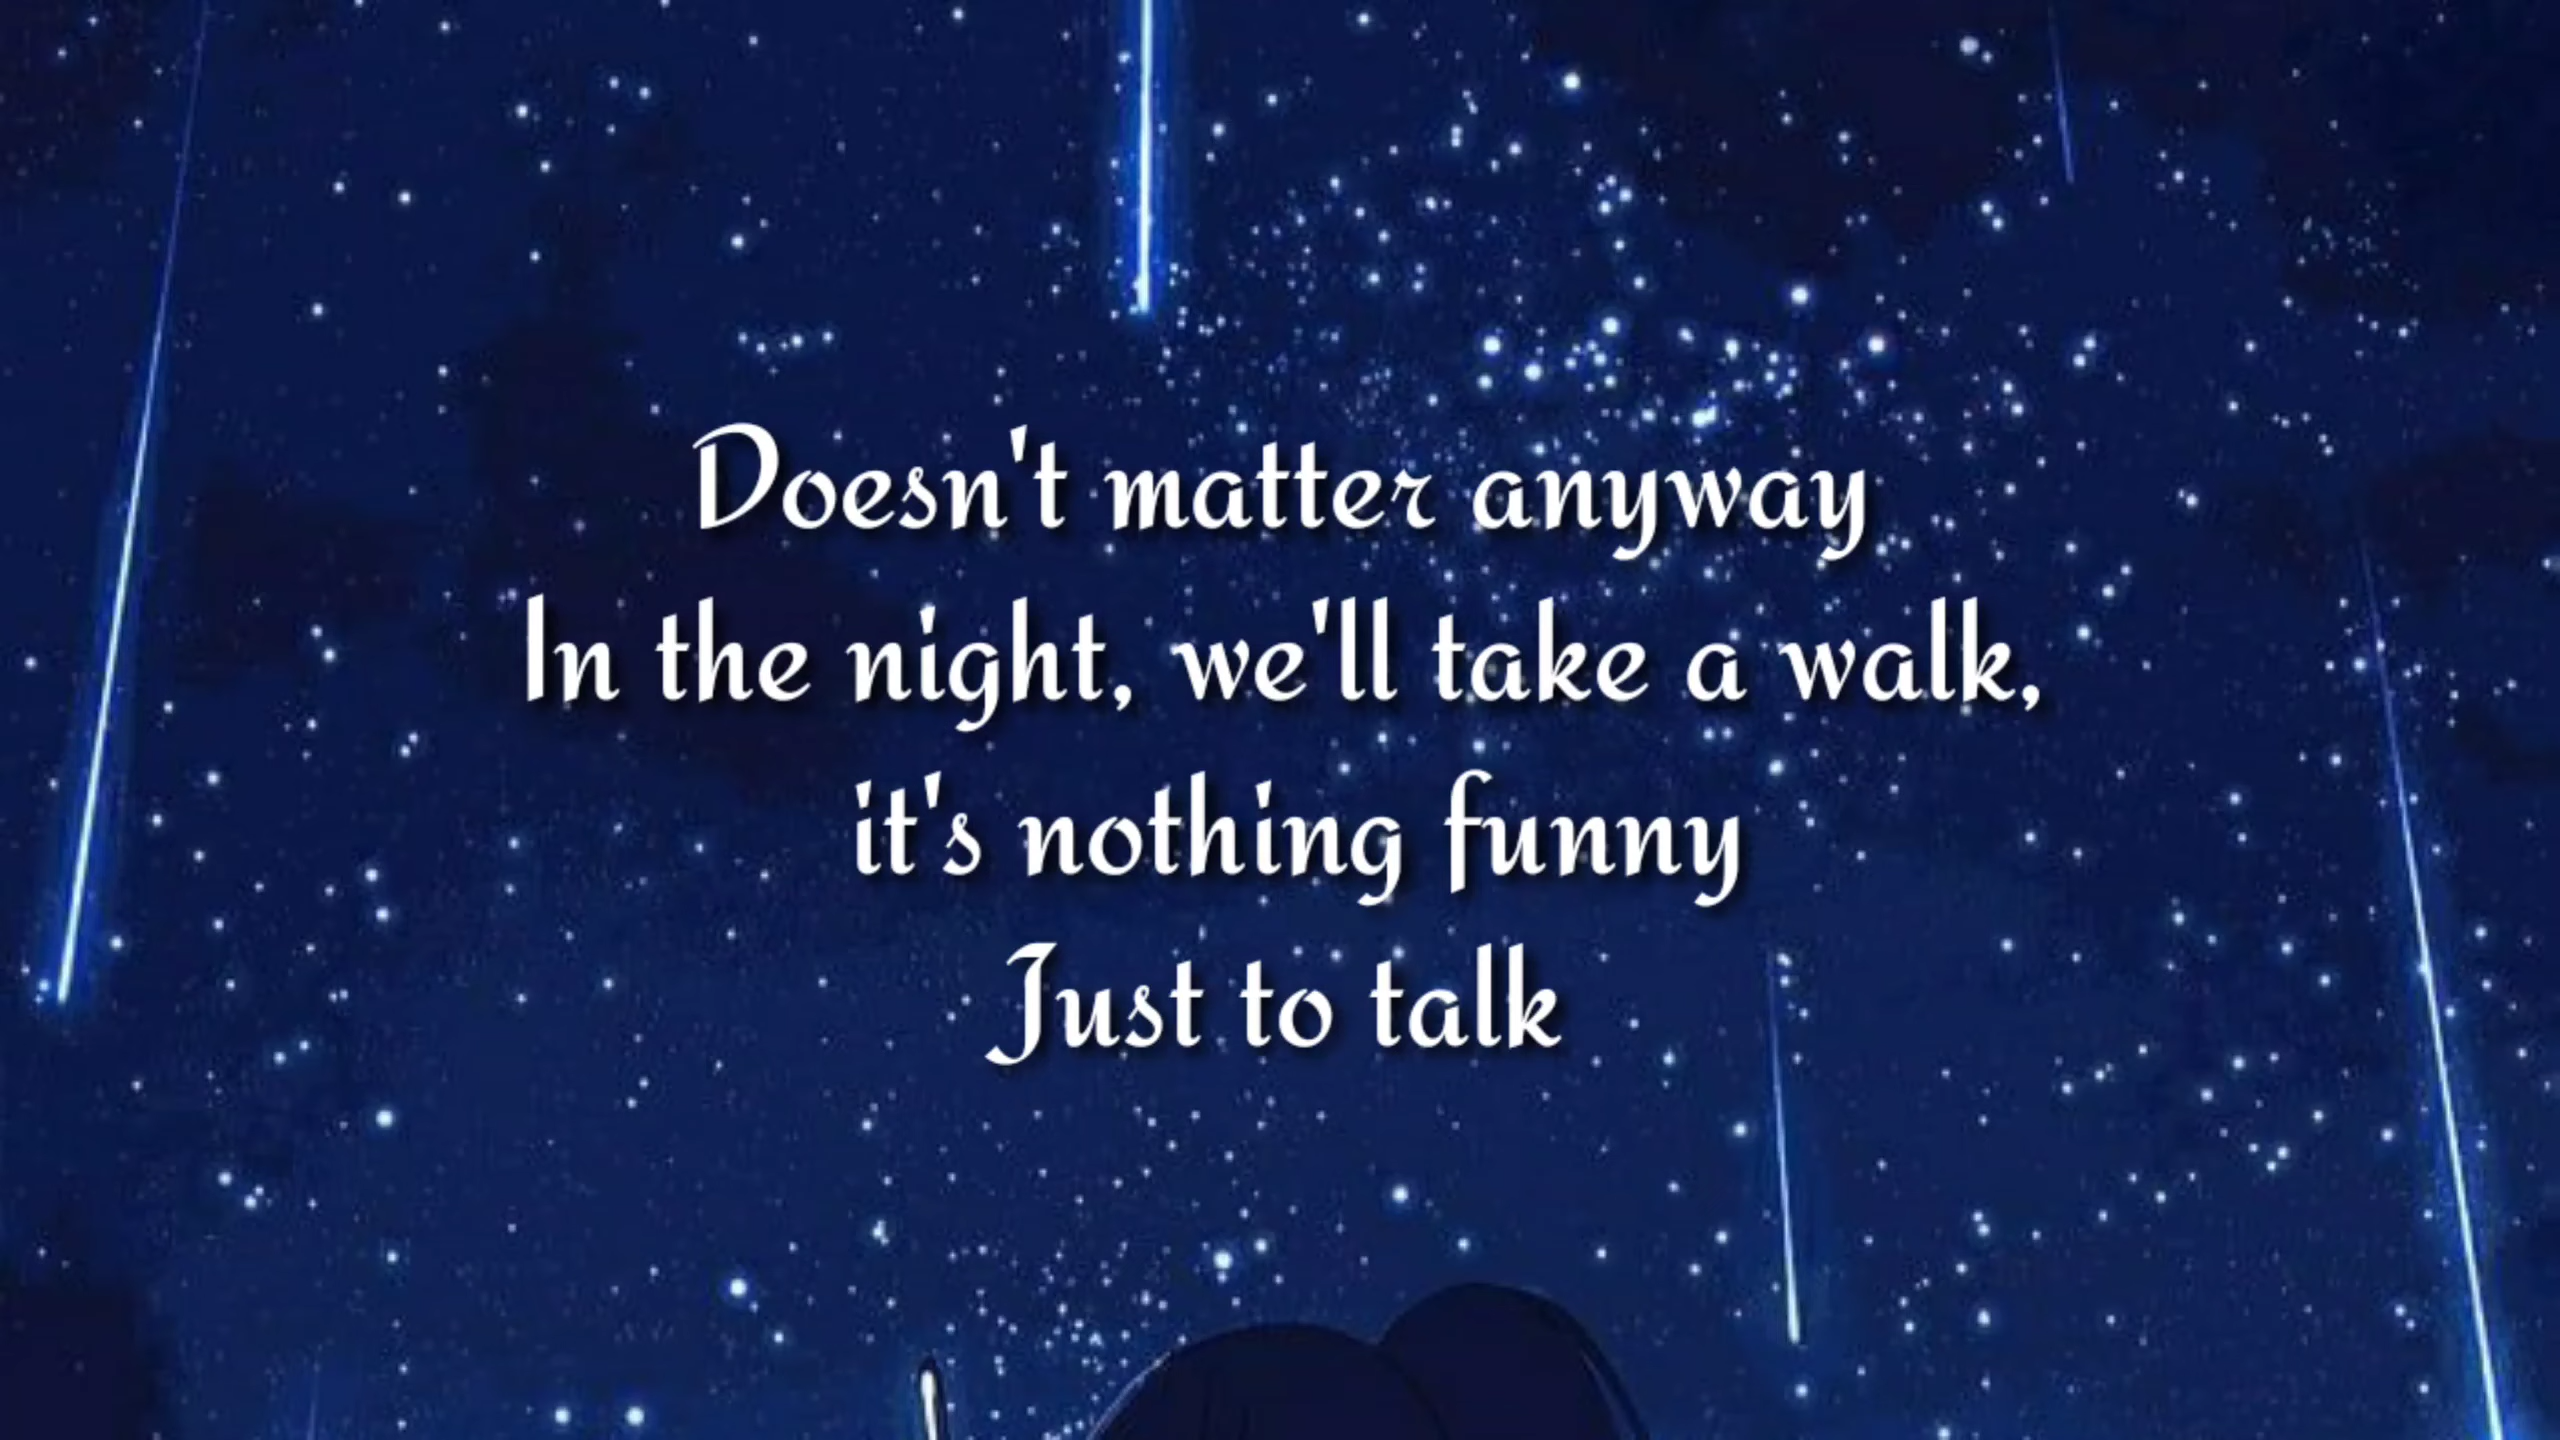 Doesn't matter anyway
In the night, we'll take a walk,
it's nothing funny
Just to talk